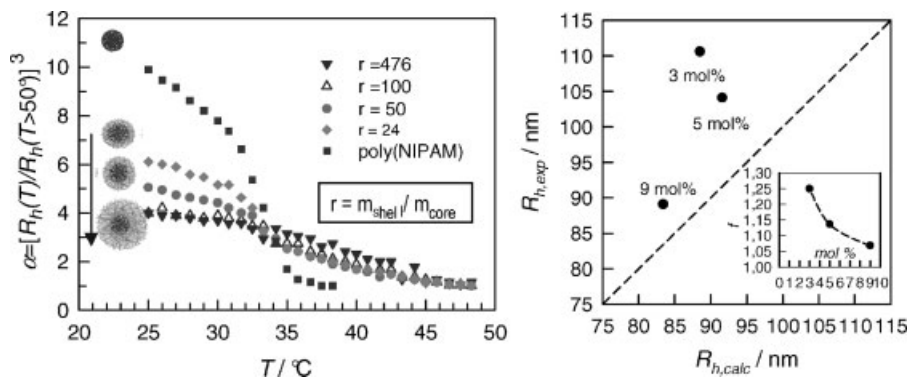 12
10
8
6
4
2
0
α=[Rₕ(T)/Rₕ(T>50°)]³
r =476
r =100
r = 50
r = 24
poly(NIPAM)
r = m_shell/ m_core
20 25 30 35 40 45 50
T / °C
115
110
105
100
95
90
85
80
75
R_h,exp / nm
3 mol%
5 mol%
9 mol%
1,30
1,25
1,20
1,15
1,10
1,05
1,00
f
mol %
0 1 2 3 4 5 6 7 8 9 10
75 80 85 90 95 100 105 110 115
R_h,calc / nm